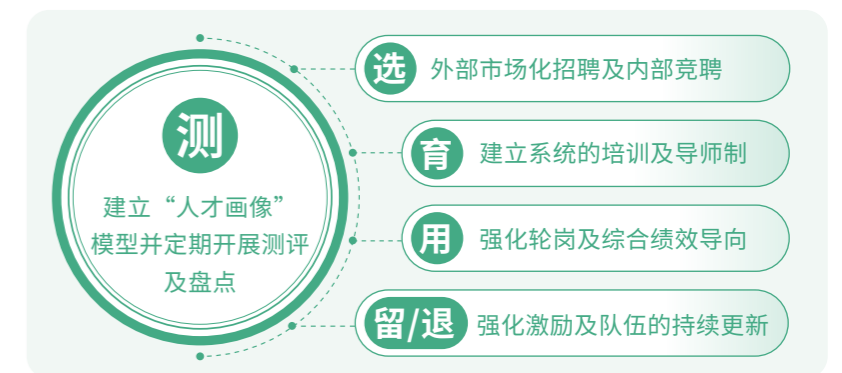 测
建立“人才画像”
模型并定期开展测评
及盘点
选 外部市场化招聘及内部竞聘
育 建立系统的培训及导师制
用 强化轮岗及综合绩效导向
留/退 强化激励及队伍的持续更新